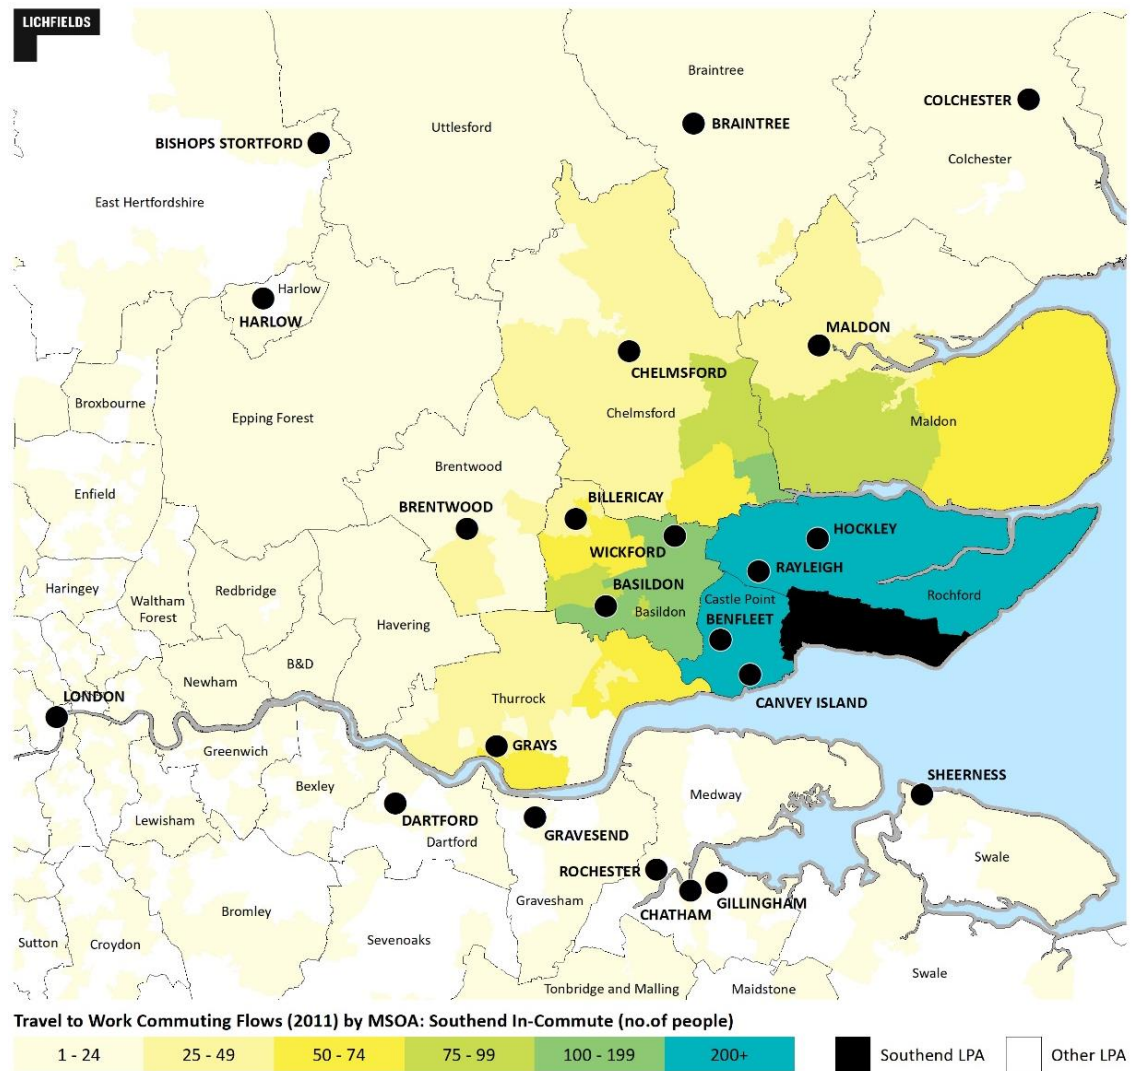 LICHFIELDS
Braintree
COLCHESTER
BRAINTREE
Uttlesford
BISHOPS STORTFORD
Colchester
East Hertfordshire
Harlow
HARLOW
MALDON
CHELMSFORD
Broxbourne
Chelmsford
Epping Forest
Maldon
Brentwood
Enfield
BILLERICAY
BRENTWOOD
HOCKLEY
WICKFORD
RAYLEIGH
BASILDON
Haringey
Redbridge
Waltham
Forest
Castle Point
Rochford
Basildon
BENFLEET
Havering
B&D
Newham
LONDON
Thurrock
CANVEY ISLAND
GRAYS
Greenwich
SHEERNESS
Bexley
Medway
Lewisham
DARTFORD
GRAVESEND
Dartford
Swale
ROCHESTER
Gravesham
GILLINGHAM
CHATHAM
Bromley
Sutton
Croydon
Sevenoaks
Swale
Tonbridge and Malling
Maidstone
Travel to Work Commuting Flows (2011) by MSOA: Southend In-Commute (no.of people)
1 - 24
25 - 49
50 - 74
75 - 99
100 - 199
200+
Southend LPA
Other LPA